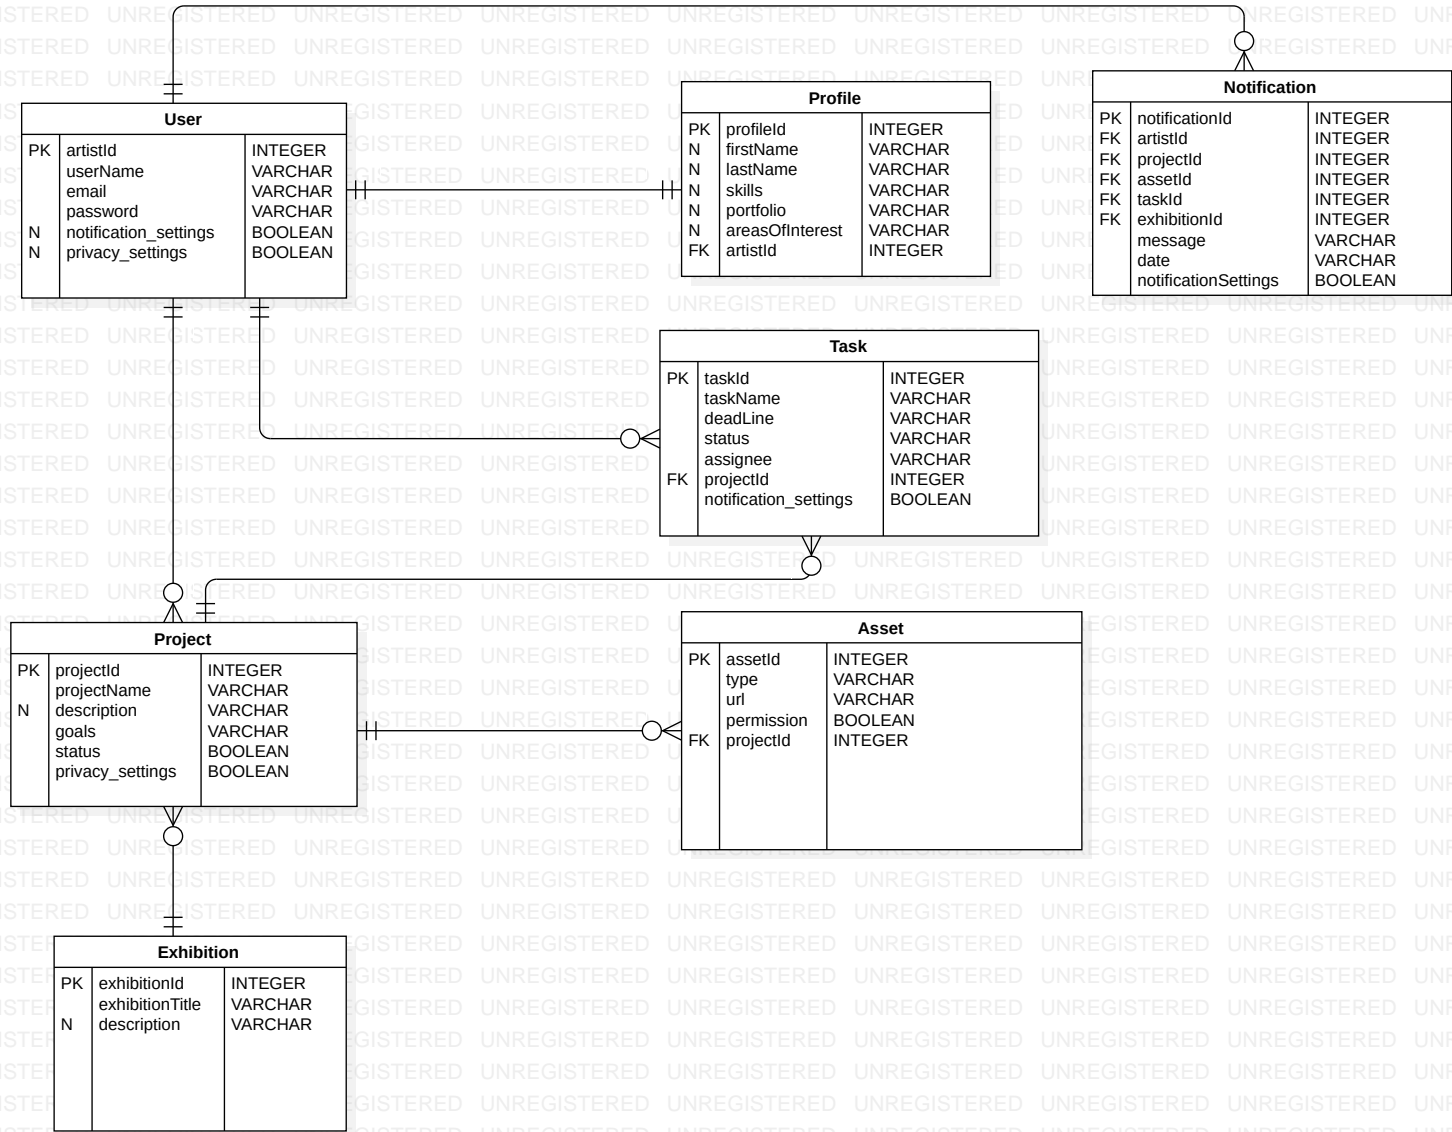 User
PK artistId INTEGER
userName VARCHAR
email VARCHAR
password VARCHAR
N notification_settings BOOLEAN
N privacy_settings BOOLEAN
Profile
PK profileId INTEGER
N firstName VARCHAR
N lastName VARCHAR
N skills VARCHAR
N portfolio VARCHAR
N areasOfInterest VARCHAR
FK artistId INTEGER
Notification
PK notificationId INTEGER
FK artistId INTEGER
FK projectId INTEGER
FK assetId INTEGER
FK taskId INTEGER
FK exhibitionId INTEGER
message VARCHAR
date VARCHAR
notificationSettings BOOLEAN
Task
PK taskId INTEGER
taskName VARCHAR
deadLine VARCHAR
status VARCHAR
assignee VARCHAR
FK projectId INTEGER
notification_settings BOOLEAN
Project
PK projectId INTEGER
projectName VARCHAR
N description VARCHAR
goals VARCHAR
status BOOLEAN
privacy_settings BOOLEAN
Asset
PK assetId INTEGER
type VARCHAR
url VARCHAR
permission BOOLEAN
FK projectId INTEGER
Exhibition
PK exhibitionId INTEGER
exhibitionTitle VARCHAR
N description VARCHAR
UNREGISTERED